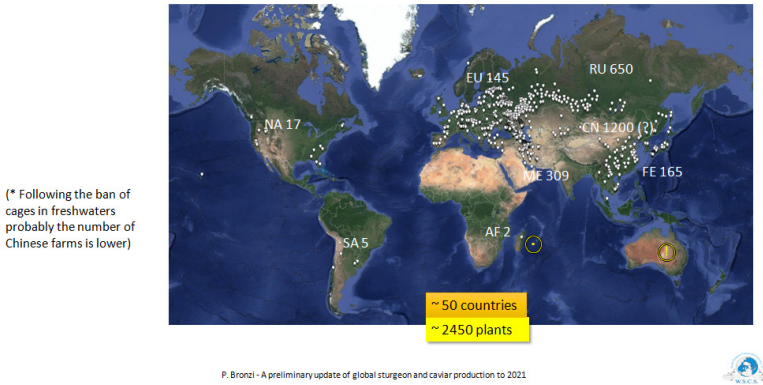 EU 145
RU 650
NA 17
CN 1200 (?)
ME 309
FE 165
(* Following the ban of
cages in freshwaters
probably the number of
Chinese farms is lower)
AF 2
SA 5
!
~ 50 countries
~ 2450 plants
P. Bronzi - A preliminary update of global sturgeon and caviar production to 2021
W.S.C.S.